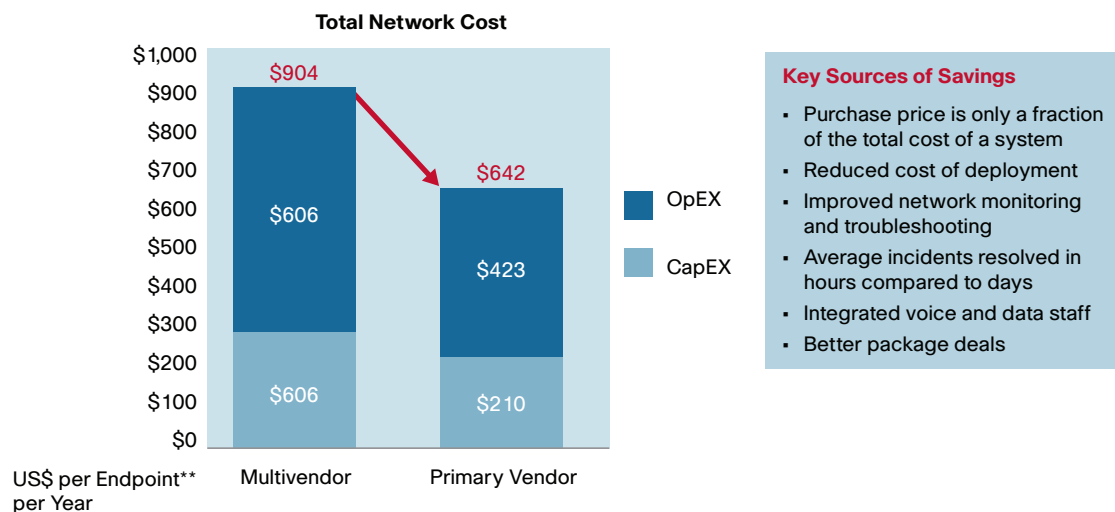 Total Network Cost
$1,000
$900
$800
$700
$600
$500
$400
$300
$200
$100
$0
$904
$606
$606
$642
$423
$210
US$ per Endpoint**
per Year
Multivendor
Primary Vendor
OpEX
CapEX
Key Sources of Savings
▪ Purchase price is only a fraction
of the total cost of a system
▪ Reduced cost of deployment
▪ Improved network monitoring
and troubleshooting
▪ Average incidents resolved in
hours compared to days
▪ Integrated voice and data staff
▪ Better package deals